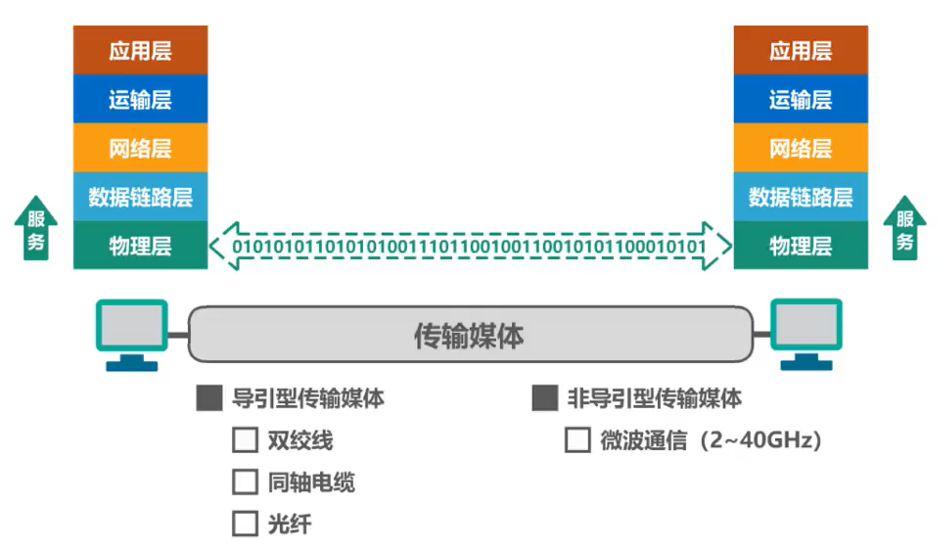 应用层
运输层
网络层
数据链路层
物理层
服务
应用层
运输层
网络层
数据链路层
物理层
服务
010101011010101001110110010011001010110001​0101
传输媒体
导引型传输媒体
双绞线
同轴电缆
光纤
非导引型传输媒体
微波通信（2~40GHz）